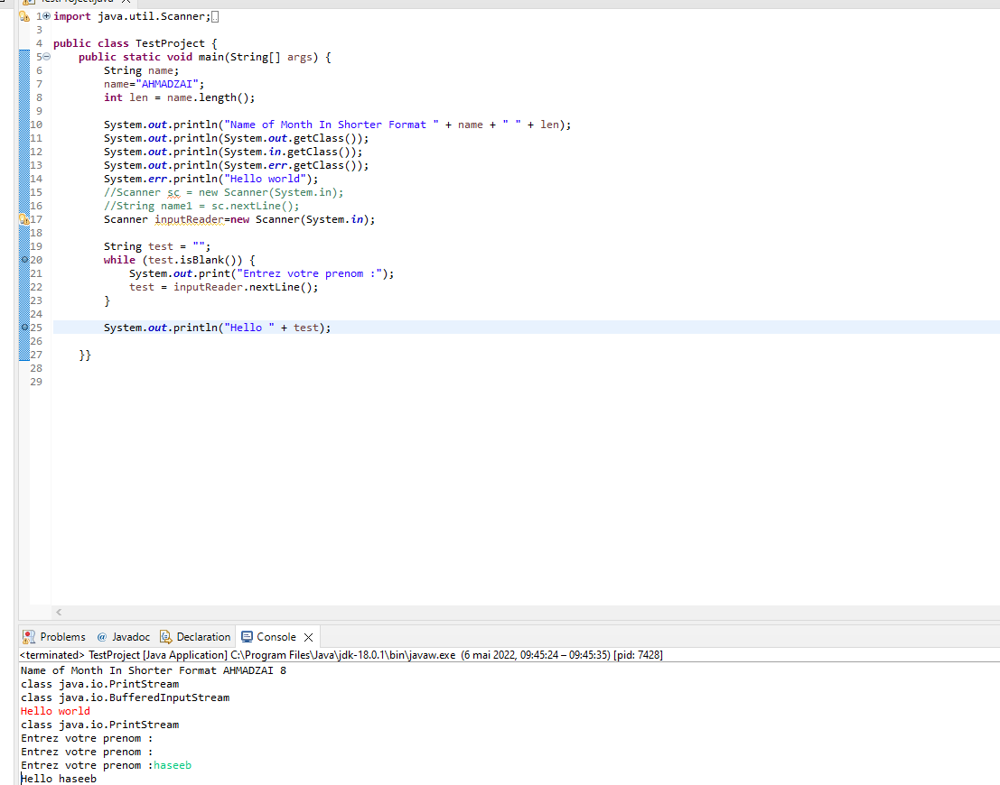 TestProject.java
1 import java.util.Scanner;
3
4 public class TestProject {
5 public static void main(String[] args) {
6 String name;
7 name="AHMADZAI";
8 int len = name.length();
9
10 System.out.println("Name of Month In Shorter Format " + name + " " + len);
11 System.out.println(System.out.getClass());
12 System.out.println(System.in.getClass());
13 System.out.println(System.err.getClass());
14 System.err.println("Hello world");
15 //Scanner sc = new Scanner(System.in);
16 //String name1 = sc.nextLine();
17 Scanner inputReader=new Scanner(System.in);
18
19 String test = "";
20 while (test.isBlank()) {
21 System.out.print("Entrez votre prenom :");
22 test = inputReader.nextLine();
23 }
24
25 System.out.println("Hello " + test);
26
27 }}
28
29
Problems @ Javadoc Declaration Console
<terminated> TestProject [Java Application] C:\Program Files\Java\jdk-18.0.1\bin\javaw.exe (6 mai 2022, 09:45:24 – 09:45:35) [pid: 7428]
Name of Month In Shorter Format AHMADZAI 8
class java.io.PrintStream
class java.io.BufferedInputStream
Hello world
class java.io.PrintStream
Entrez votre prenom :
Entrez votre prenom :
Entrez votre prenom :haseeb
Hello haseeb